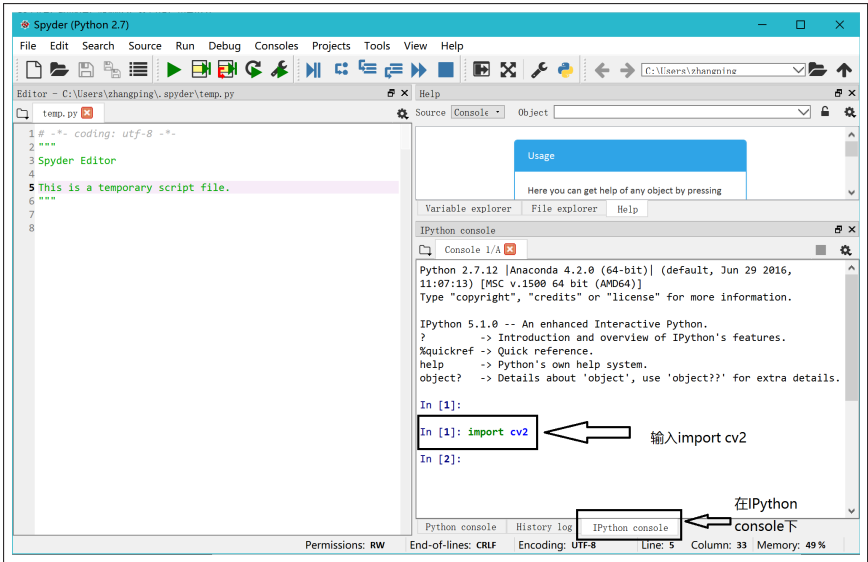 Spyder (Python 2.7)
File Edit Search Source Run Debug Consoles Projects Tools View Help
C:\Users\zhangping
Editor - C:\Users\zhangping\.spyder\temp.py
Help
temp.py
Source Console Object
1 # -*- coding: utf-8 -*-
2 """
3 Spyder Editor
4
5 This is a temporary script file.
6 """
7
8
Usage
Here you can get help of any object by pressing
Variable explorer File explorer Help
IPython console
Console 1/A
Python 2.7.12 |Anaconda 4.2.0 (64-bit)| (default, Jun 29 2016,
11:07:13) [MSC v.1500 64 bit (AMD64)]
Type "copyright", "credits" or "license" for more information.
IPython 5.1.0 -- An enhanced Interactive Python.
? -> Introduction and overview of IPython's features.
%quickref -> Quick reference.
help -> Python's own help system.
object? -> Details about 'object', use 'object??' for extra details.
In [1]:
In [1]: import cv2
输入import cv2
In [2]:
在IPython
console下
Python console History log IPython console
Permissions: RW End-of-lines: CRLF Encoding: UTF-8 Line: 5 Column: 33 Memory: 49 %